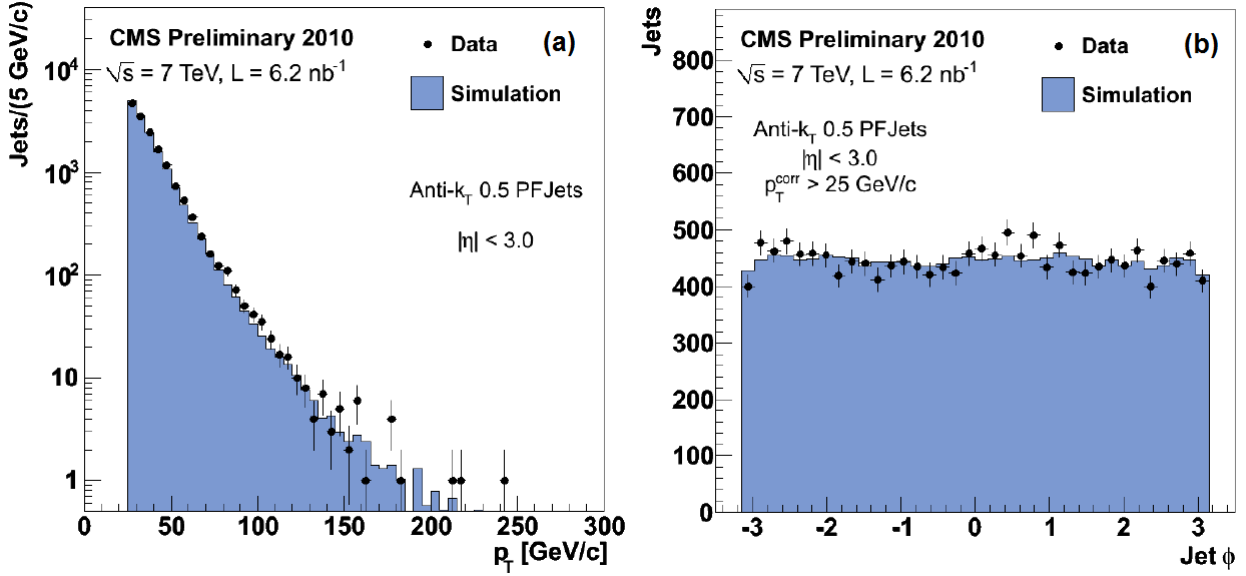 CMS Preliminary 2010
(a)
√s = 7 TeV, L = 6.2 nb⁻¹
Data
Simulation
Anti-k_T 0.5 PFJets
|η| < 3.0
Jets/(5 GeV/c)
10⁴
10³
10²
10
1
0 50 100 150 200 250 300
p_T [GeV/c]
CMS Preliminary 2010
(b)
√s = 7 TeV, L = 6.2 nb⁻¹
Data
Simulation
Anti-k_T 0.5 PFJets
|η| < 3.0
p_T^corr > 25 GeV/c
Jets
800
700
600
500
400
300
200
100
0
-3 -2 -1 0 1 2 3
Jet ϕ